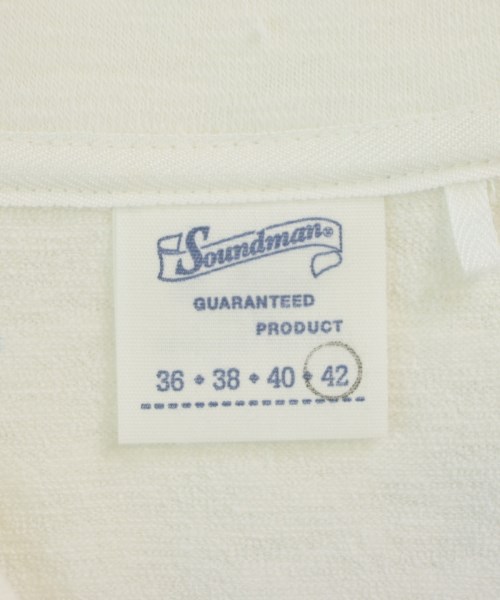 Soundman®
GUARANTEED
PRODUCT
36 • 38 • 40 • 42